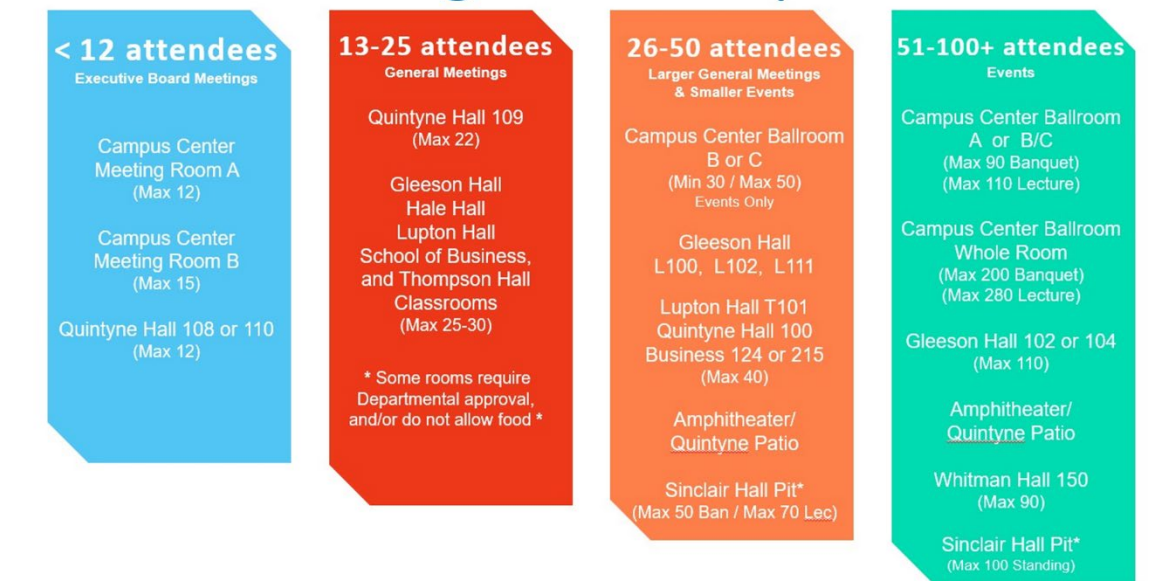 < 12 attendees
Executive Board Meetings
Campus Center
Meeting Room A
(Max 12)
Campus Center
Meeting Room B
(Max 15)
Quintyne Hall 108 or 110
(Max 12)
13-25 attendees
General Meetings
Quintyne Hall 109
(Max 22)
Gleeson Hall
Hale Hall
Lupton Hall
School of Business,
and Thompson Hall
Classrooms
(Max 25-30)
* Some rooms require
Departmental approval,
and/or do not allow food *
26-50 attendees
Larger General Meetings
& Smaller Events
Campus Center Ballroom
B or C
(Min 30 / Max 50)
Events Only
Gleeson Hall
L100, L102, L111
Lupton Hall T101
Quintyne Hall 100
Business 124 or 215
(Max 40)
Amphitheater/
Quintyne Patio
Sinclair Hall Pit*
(Max 50 Ban / Max 70 Lec)
51-100+ attendees
Events
Campus Center Ballroom
A or B/C
(Max 90 Banquet)
(Max 110 Lecture)
Campus Center Ballroom
Whole Room
(Max 200 Banquet)
(Max 280 Lecture)
Gleeson Hall 102 or 104
(Max 110)
Amphitheater/
Quintyne Patio
Whitman Hall 150
(Max 90)
Sinclair Hall Pit*
(Max 100 Standing)